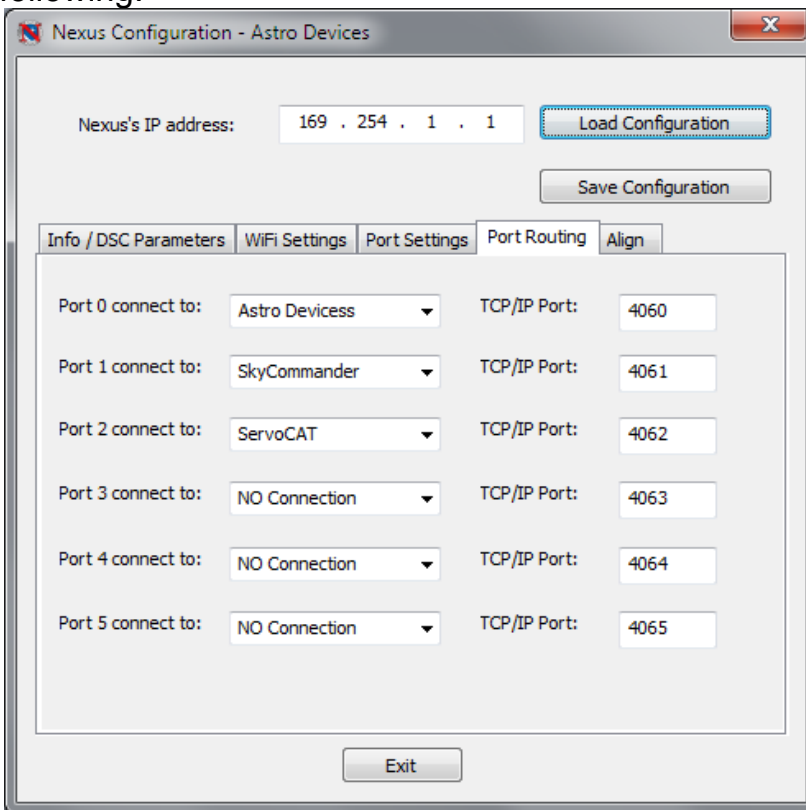 following:
Nexus Configuration - Astro Devices
Nexus's IP address: 169 . 254 . 1 . 1 Load Configuration
Save Configuration
Info / DSC Parameters WiFi Settings Port Settings Port Routing Align
Port 0 connect to: Astro Devicess TCP/IP Port: 4060
Port 1 connect to: SkyCommander TCP/IP Port: 4061
Port 2 connect to: ServoCAT TCP/IP Port: 4062
Port 3 connect to: NO Connection TCP/IP Port: 4063
Port 4 connect to: NO Connection TCP/IP Port: 4064
Port 5 connect to: NO Connection TCP/IP Port: 4065
Exit